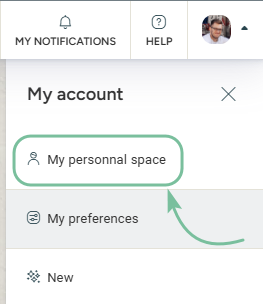 MY NOTIFICATIONS
HELP
My account
My personnal space
My preferences
New